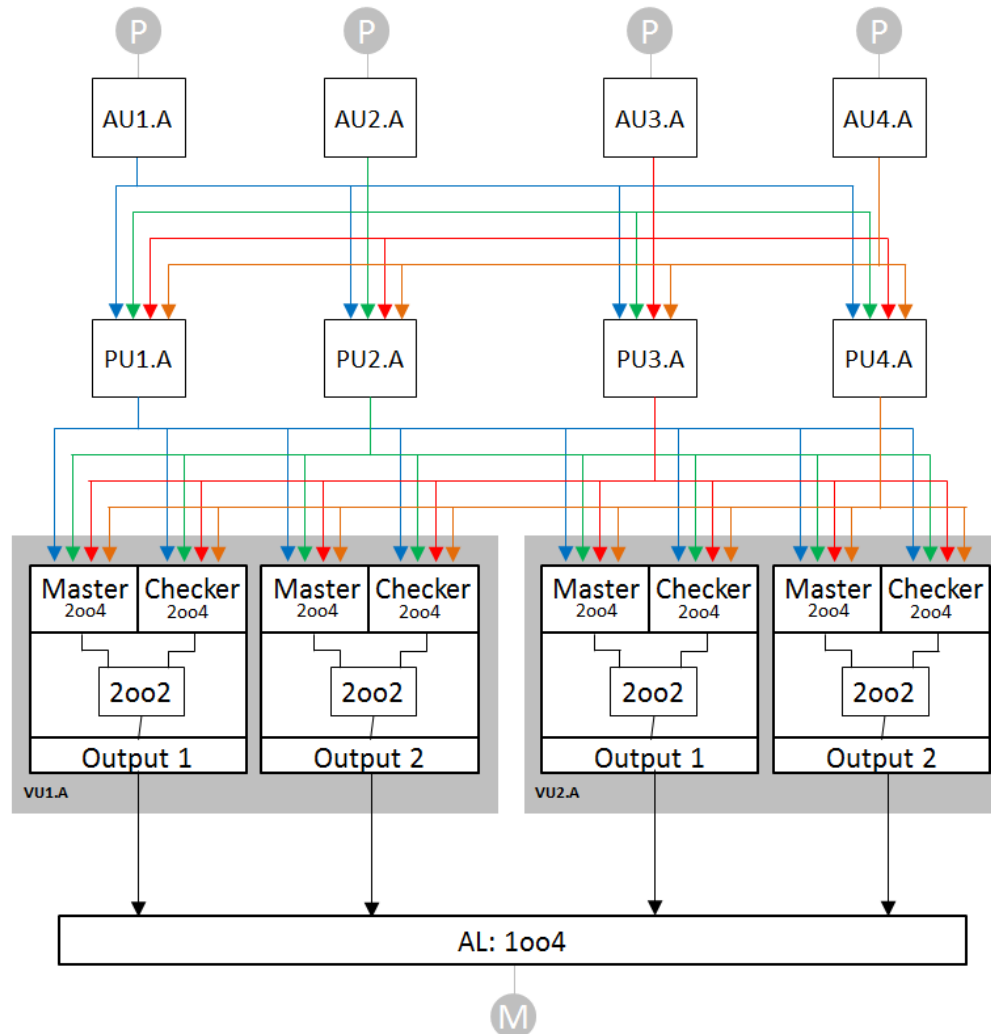 P P P P
AU1.A AU2.A AU3.A AU4.A
PU1.A PU2.A PU3.A PU4.A
Master Checker Master Checker Master Checker Master Checker
2oo4 2oo4 2oo4 2oo4 2oo4 2oo4 2oo4 2oo4
2oo2 2oo2 2oo2 2oo2
Output 1 Output 2 Output 1 Output 2
VU1.A VU2.A
AL: 1oo4
M